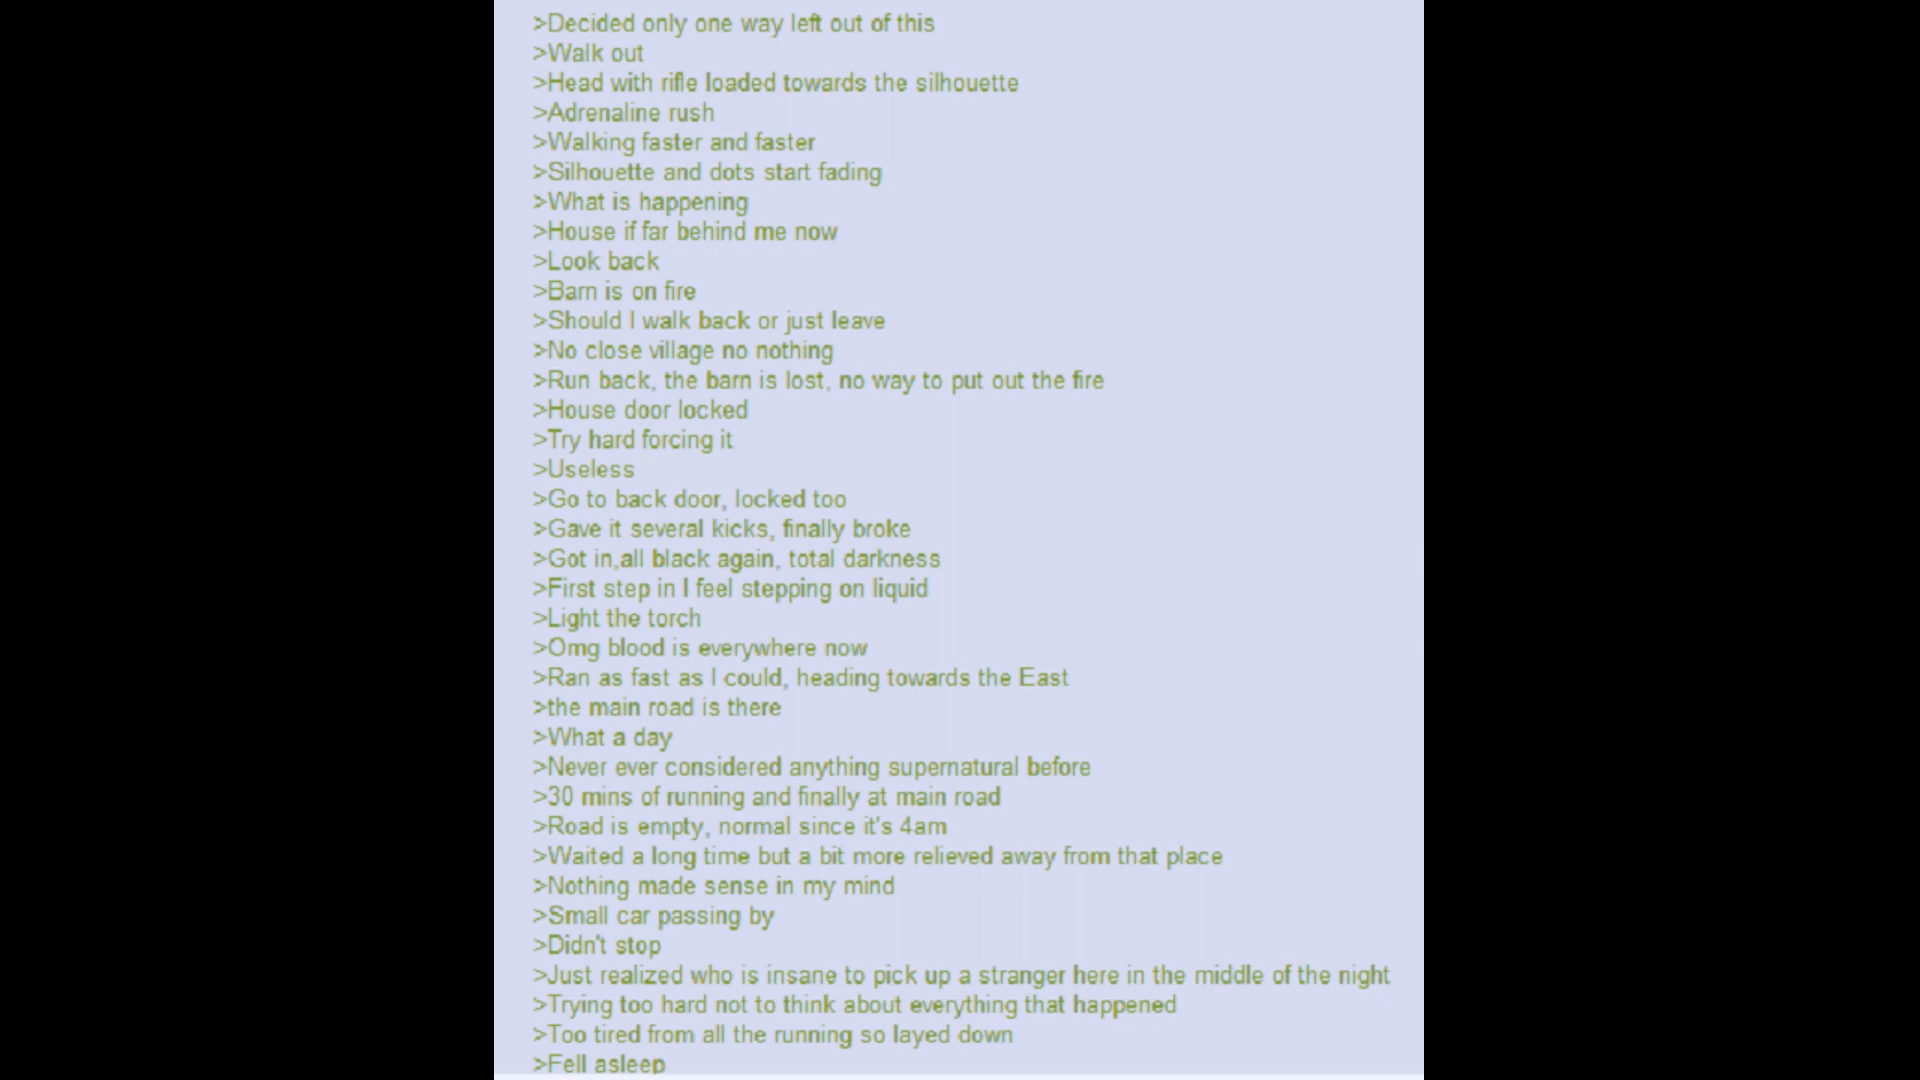 >Decided only one way left out of this
>Walk out
>Head with rifle loaded towards the silhouette
>Adrenaline rush
>Walking faster and faster
>Silhouette and dots start fading
>What is happening
>House if far behind me now
>Look back
>Barn is on fire
>Should I walk back or just leave
>No close village no nothing
>Run back, the barn is lost, no way to put out the fire
>House door locked
>Try hard forcing it
>Useless
>Go to back door, locked too
>Gave it several kicks, finally broke
>Got in,all black again, total darkness
>First step in I feel stepping on liquid
>Light the torch
>Omg blood is everywhere now
>Ran as fast as I could, heading towards the East
>the main road is there
>What a day
>Never ever considered anything supernatural before
>30 mins of running and finally at main road
>Road is empty, normal since it's 4am
>Waited a long time but a bit more relieved away from that place
>Nothing made sense in my mind
>Small car passing by
>Didn't stop
>Just realized who is insane to pick up a stranger here in the middle of the night
>Trying too hard not to think about everything that happened
>Too tired from all the running so layed down
>Fell asleep